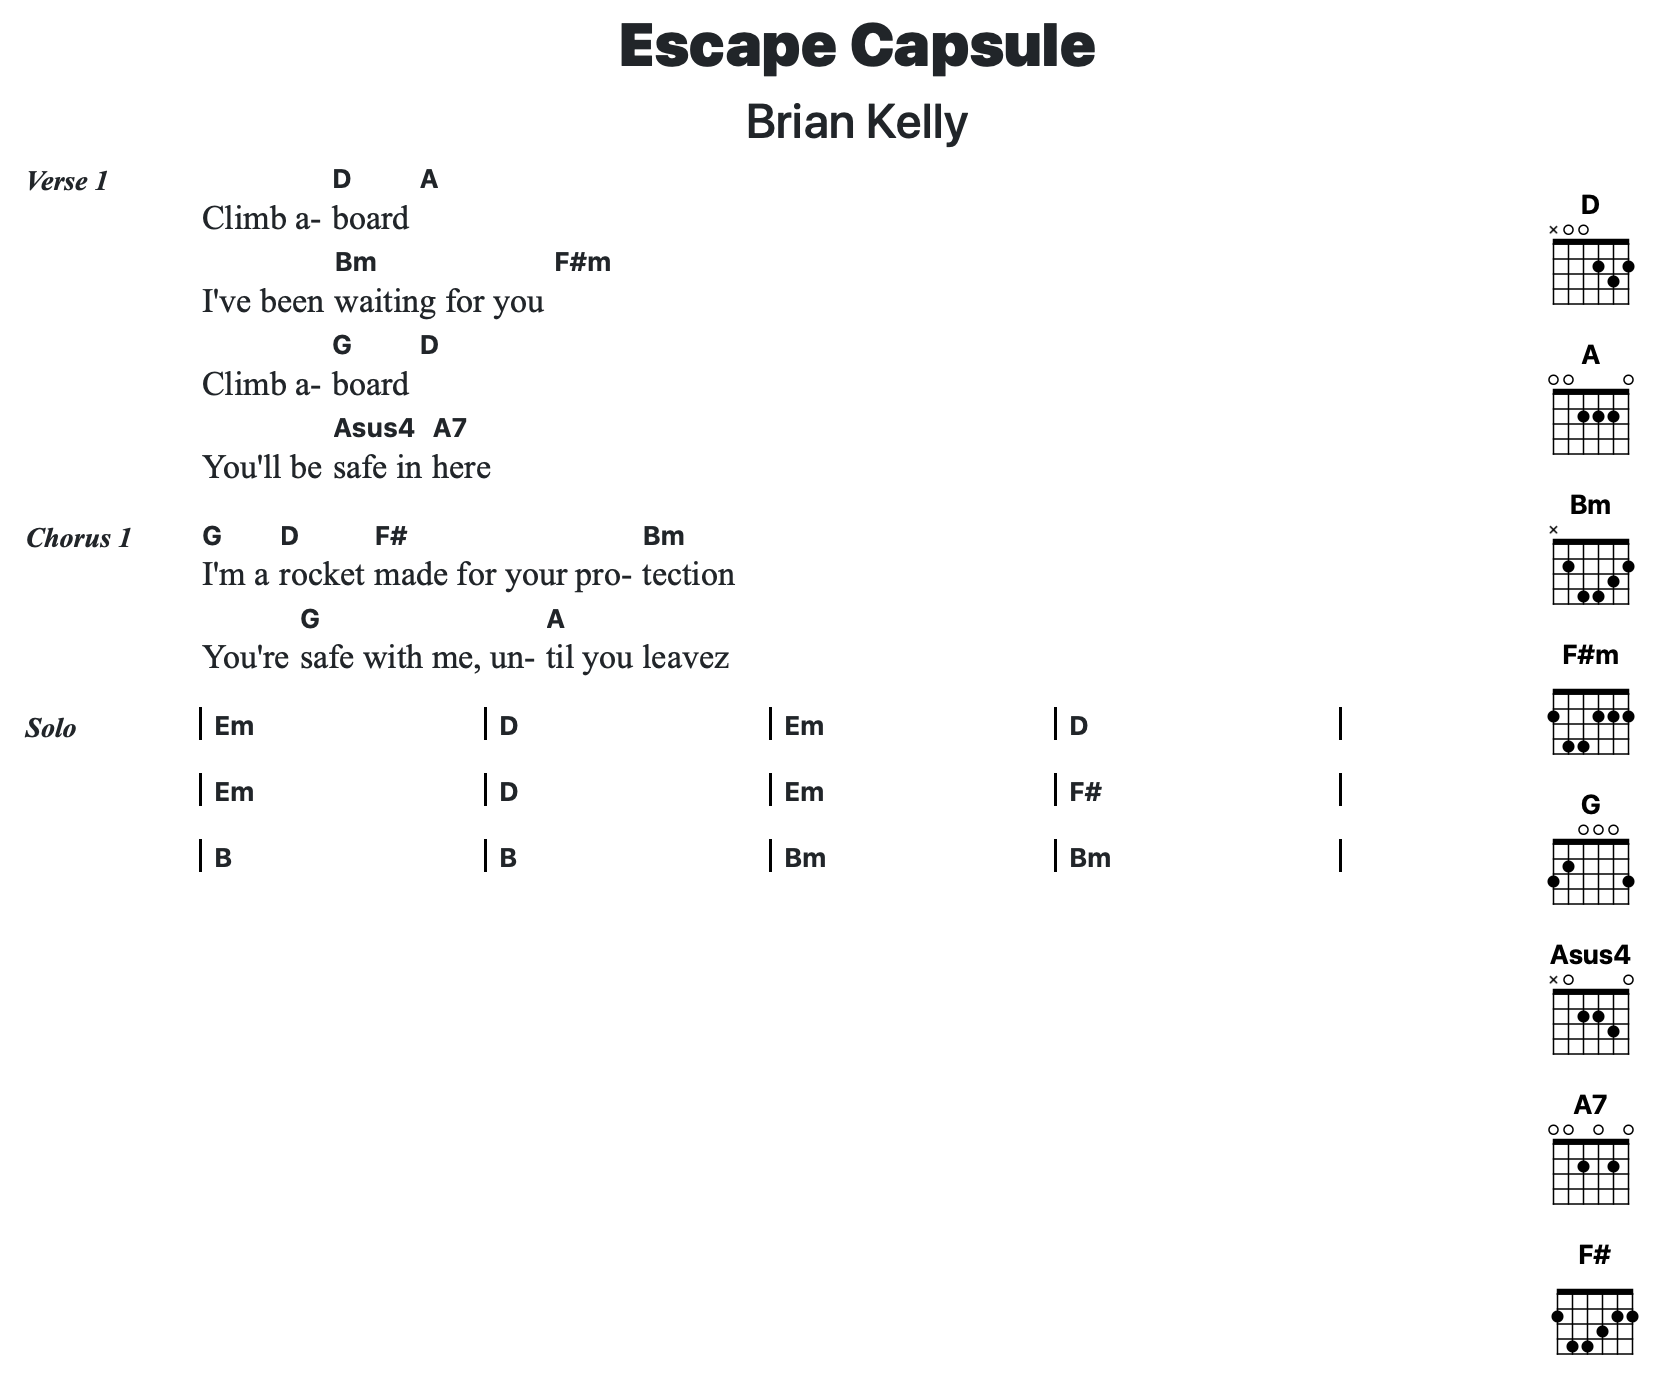 Escape Capsule
Brian Kelly
Verse 1
D A
Climb a- board
Bm F#m
I've been waiting for you
G D
Climb a- board
Asus4 A7
You'll be safe in here
Chorus 1
G D F# Bm
I'm a rocket made for your pro- tection
G A
You're safe with me, un- til you leavez
Solo
| Em | D | Em | D |
| Em | D | Em | F#
| B | B | Bm | Bm |
D
A
Bm
F#m
G
Asus4
A7
F#